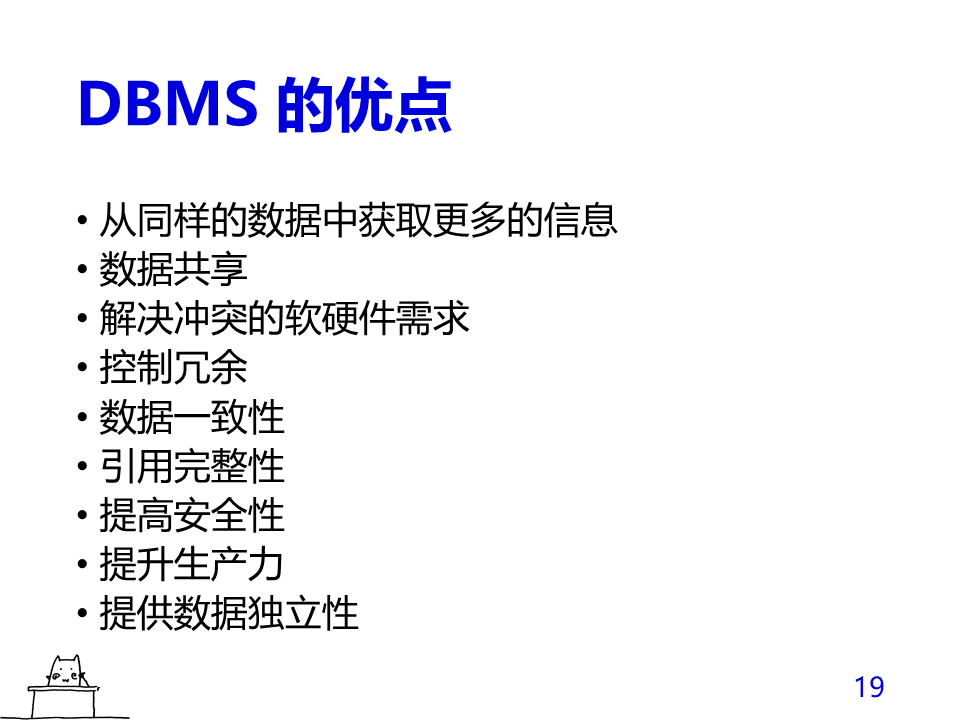 DBMS 的优点
• 从同样的数据中获取更多的信息
• 数据共享
• 解决冲突的软硬件需求
• 控制冗余
• 数据一致性
• 引用完整性
• 提高安全性
• 提升生产力
• 提供数据独立性
19